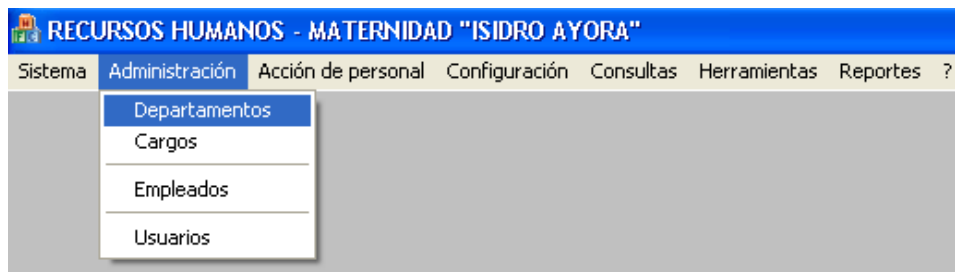 RECURSOS HUMANOS - MATERNIDAD "ISIDRO AYORA"
Sistema Administración Acción de personal Configuración Consultas Herramientas Reportes ?
Departamentos
Cargos
Empleados
Usuarios